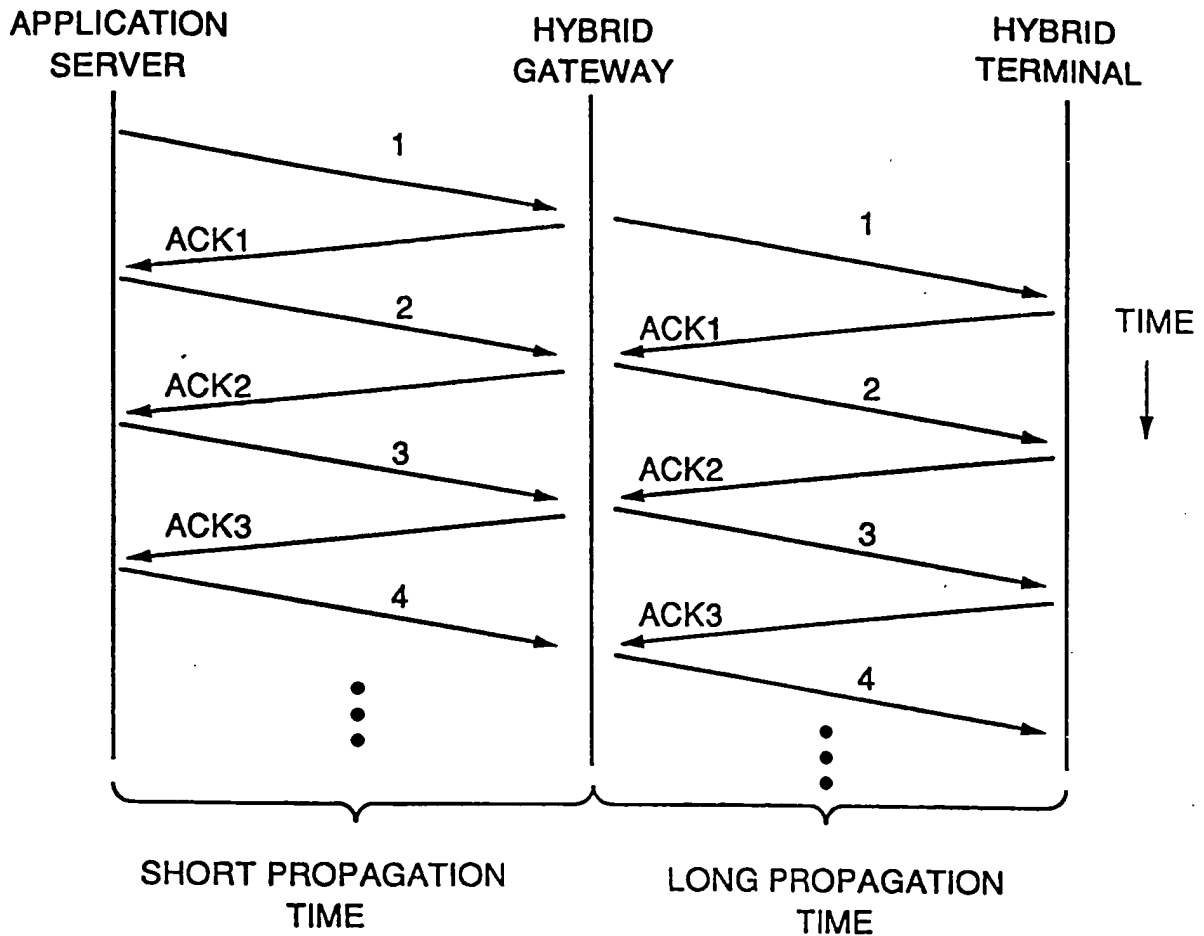 APPLICATION
SERVER
HYBRID
GATEWAY
HYBRID
TERMINAL
1
1
ACK1
2
ACK1
TIME
ACK2
2
3
ACK2
ACK3
3
4
ACK3
4
SHORT PROPAGATION
TIME
LONG PROPAGATION
TIME